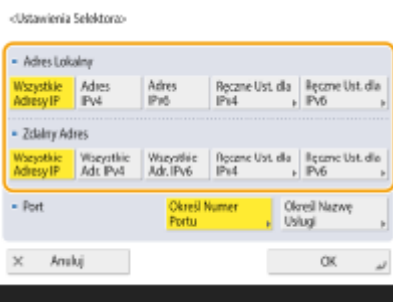 <Ustawienia Selektora>
Adres Lokalny
Wszystkie Adres Adres Ręczne Ust. dla Ręczne Ust. dla
Adresy IP IPv4 IPv6 IPv4 IPv6
Zdalny Adres
Wszystkie Wszystkie Wszystkie Ręczne Ust. dla Ręczne Ust. dla
Adresy IP Adr. IPv4 Adr. IPv6 IPv4 IPv6
Port Określ Numer Określ Nazwę
Portu Usługi
Anuluj OK